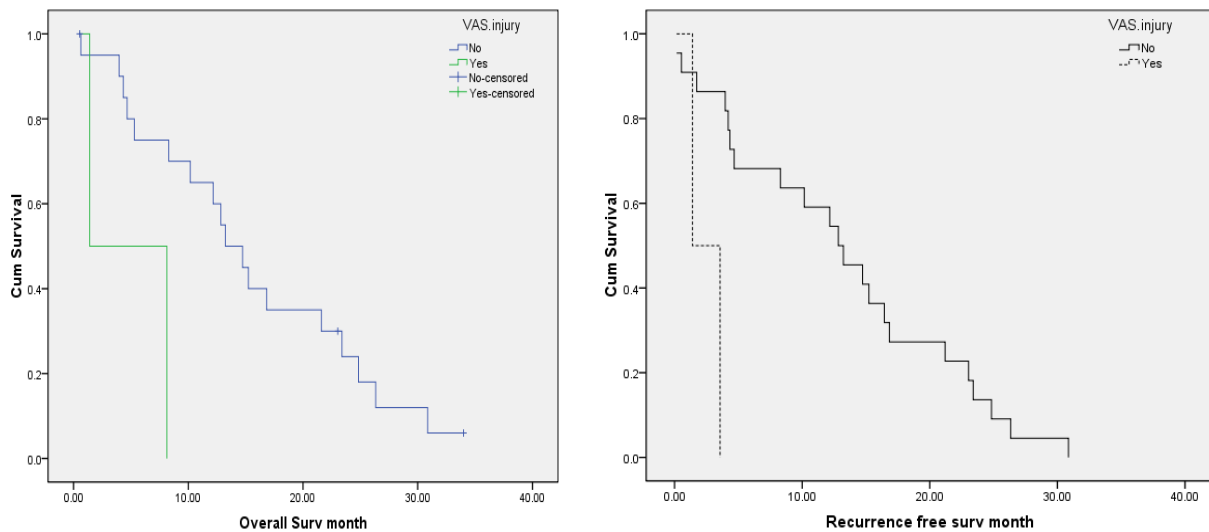 VAS.injury
No
Yes
No-censored
Yes-censored
1.0
0.8
0.6
0.4
0.2
0.0
Cum Survival
0.00 10.00 20.00 30.00 40.00
Overall Surv month
VAS.injury
No
Yes
1.0
0.8
0.6
0.4
0.2
0.0
Cum Survival
0.00 10.00 20.00 30.00 40.00
Recurrence free surv month